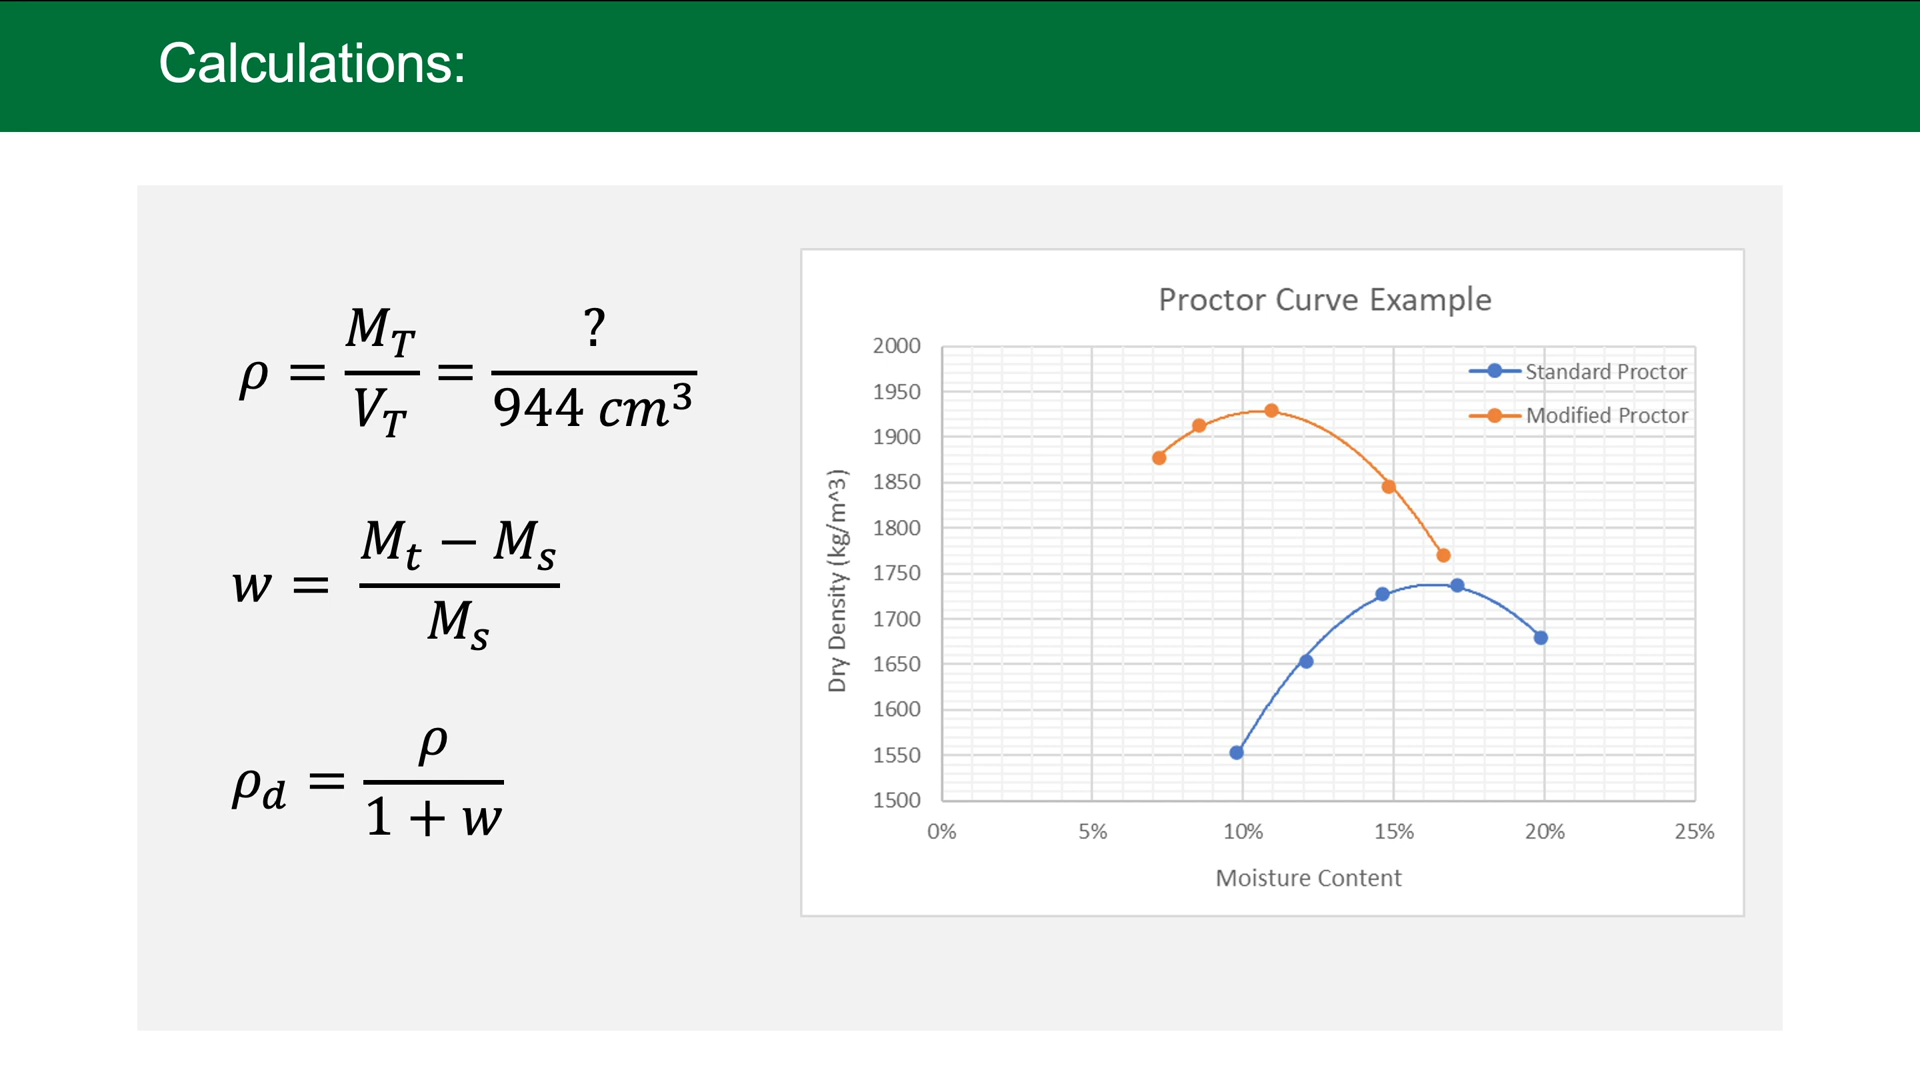 Calculations:
ρ = M_T / V_T = ? / 944 cm³
w = (M_t − M_s) / M_s
ρ_d = ρ / (1 + w)
Proctor Curve Example
2000
1950
1900
1850
1800
1750
1700
1650
1600
1550
1500
Dry Density (kg/m^3)
Standard Proctor
Modified Proctor
0% 5% 10% 15% 20% 25%
Moisture Content